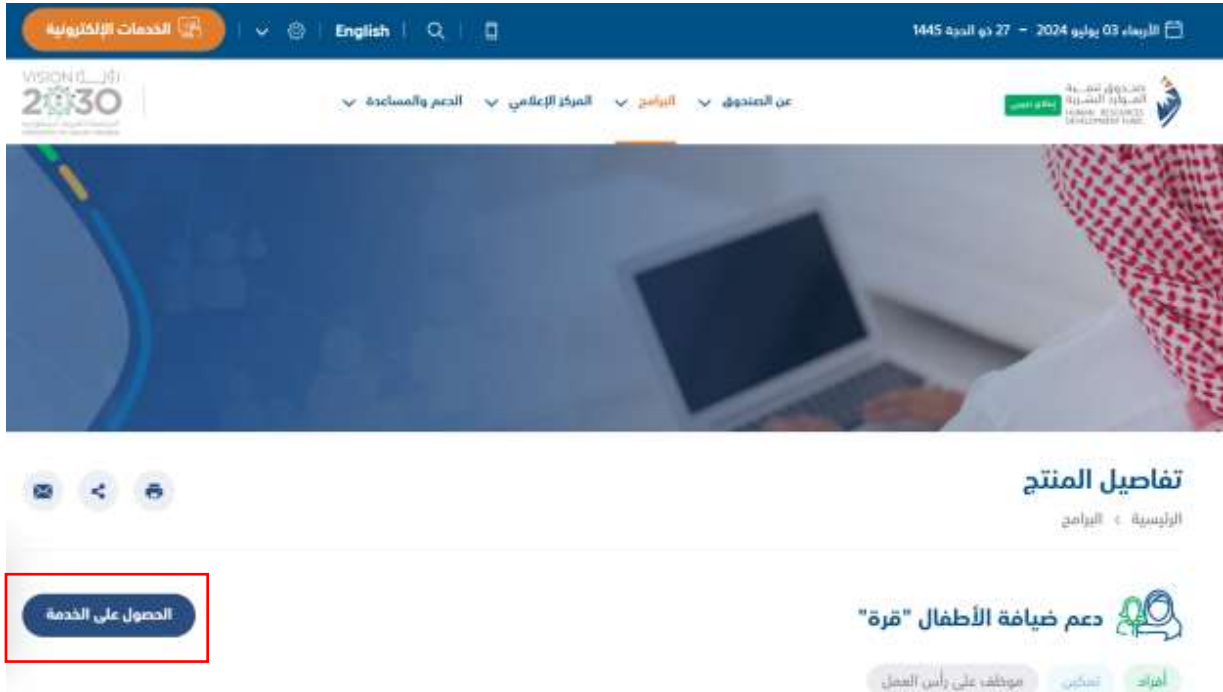 الأربعاء 03 يوليو 2024 - 27 ذو الحجة 1445
English
الخدمات الإلكترونية
صندوق تنمية
الموارد البشرية
HUMAN RESOURCES
DEVELOPMENT FUND
عن الصندوق
البرامج
المركز الإعلامي
الدعم والمساعدة
VISION رؤيـــة
2030
تفاصيل المنتج
الرئيسية > البرامج
دعم ضيافة الأطفال "قرة"
الحصول على الخدمة
أفراد
تمكين
موظف على رأس العمل